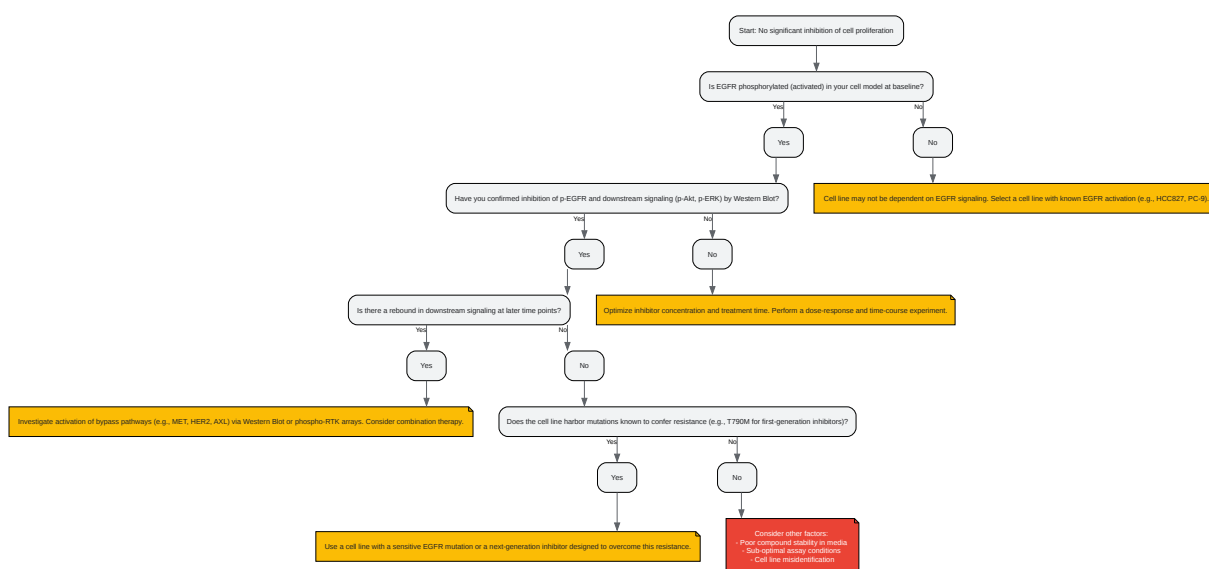 Start: No significant inhibition of cell proliferation
Is EGFR phosphorylated (activated) in your cell model at baseline?
Yes
No
Yes
No
Have you confirmed inhibition of p-EGFR and downstream signaling (p-Akt, p-ERK) by Western Blot?
Cell line may not be dependent on EGFR signaling. Select a cell line with known EGFR activation (e.g., HCC827, PC-9).
Yes
No
Yes
No
Is there a rebound in downstream signaling at later time points?
Optimize inhibitor concentration and treatment time. Perform a dose-response and time-course experiment.
Yes
No
Yes
No
Investigate activation of bypass pathways (e.g., MET, HER2, AXL) via Western Blot or phospho-RTK arrays. Consider combination therapy.
Does the cell line harbor mutations known to confer resistance (e.g., T790M for first-generation inhibitors)?
Yes
No
Yes
No
Use a cell line with a sensitive EGFR mutation or a next-generation inhibitor designed to overcome this resistance.
Consider other factors:
- Poor compound stability in media
- Sub-optimal assay conditions
- Cell line misidentification